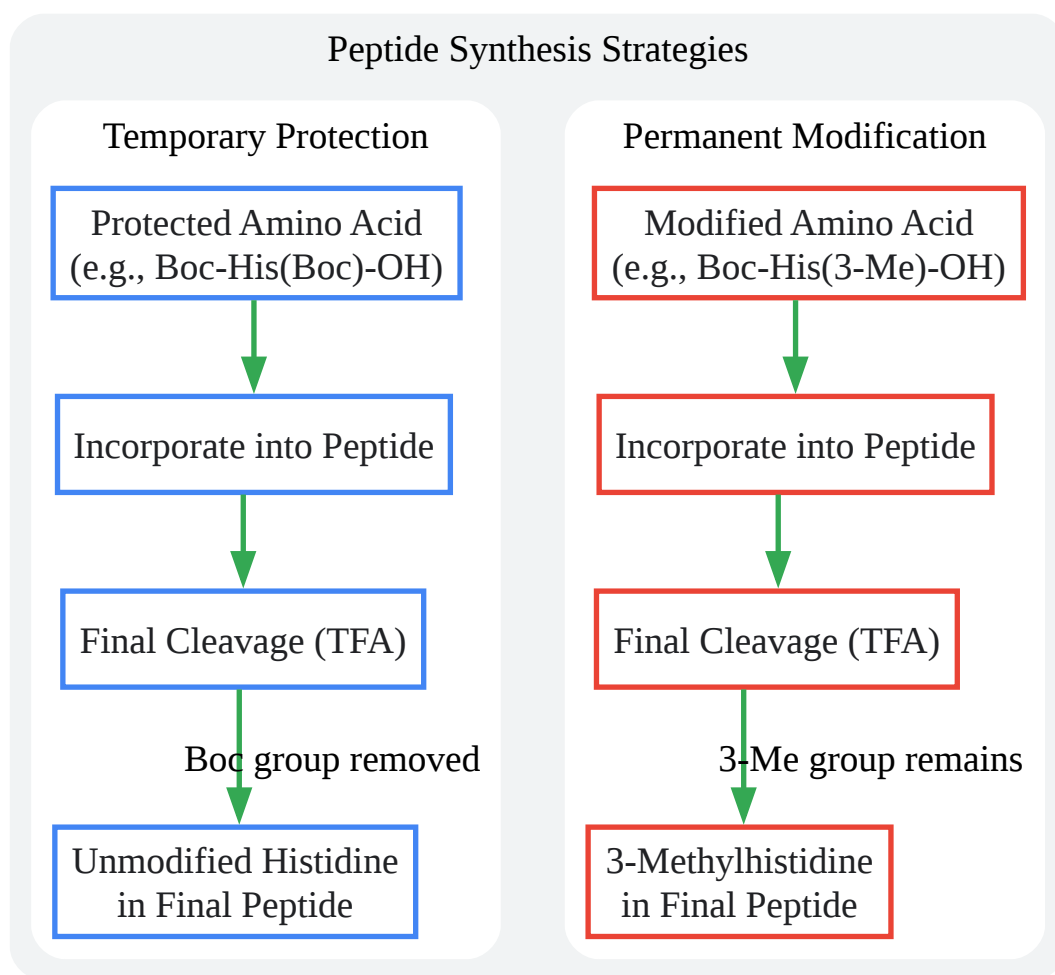 Peptide Synthesis Strategies
Temporary Protection
Protected Amino Acid
(e.g., Boc-His(Boc)-OH)
Incorporate into Peptide
Final Cleavage (TFA)
Boc group removed
Unmodified Histidine
in Final Peptide
Permanent Modification
Modified Amino Acid
(e.g., Boc-His(3-Me)-OH)
Incorporate into Peptide
Final Cleavage (TFA)
3-Me group remains
3-Methylhistidine
in Final Peptide